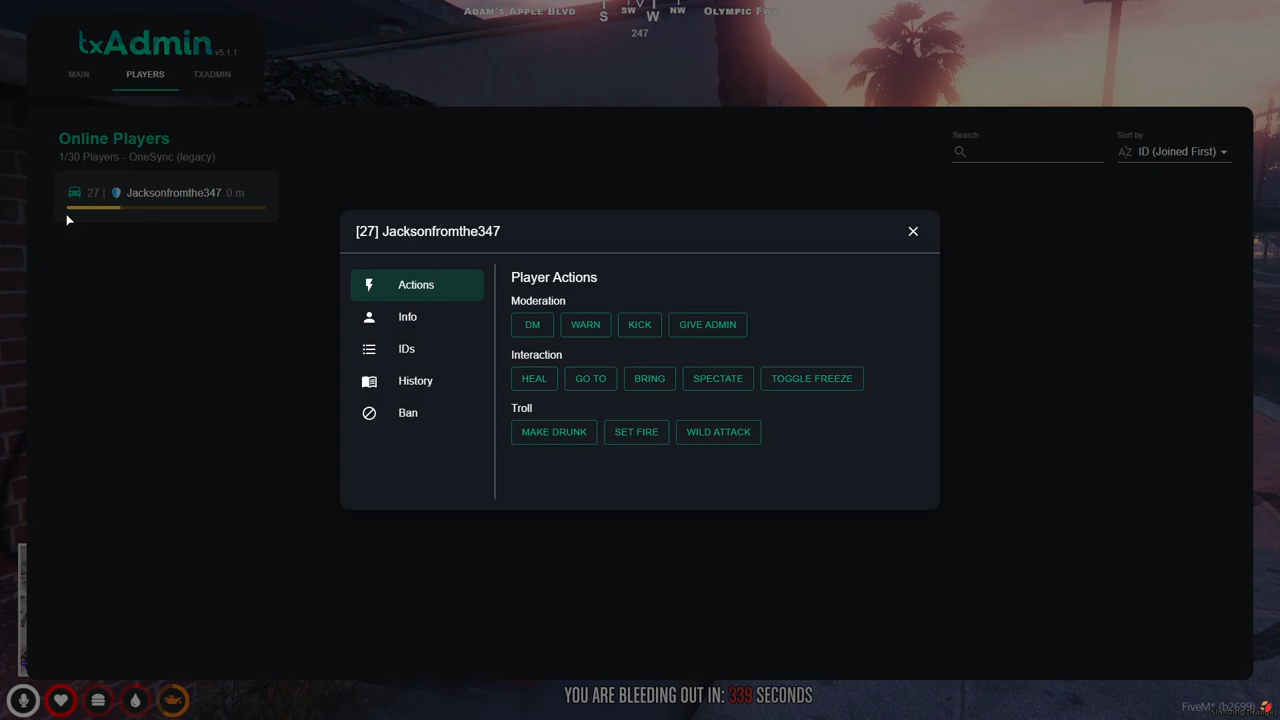 ADAM'S APPLE BLVD
S SW W NW
OLYMPIC FWY
247
txAdmin v5.1.1
MAIN PLAYERS TXADMIN
Online Players
1/30 Players - OneSync (legacy)
Search
Sort by
AZ ID (Joined First)
27 | Jacksonfromthe347 0 m
[27] Jacksonfromthe347
Actions
Info
IDs
History
Ban
Player Actions
Moderation
DM WARN KICK GIVE ADMIN
Interaction
HEAL GO TO BRING SPECTATE TOGGLE FREEZE
Troll
MAKE DRUNK SET FIRE WILD ATTACK
YOU ARE BLEEDING OUT IN: 339 SECONDS
FiveM* (b2699)